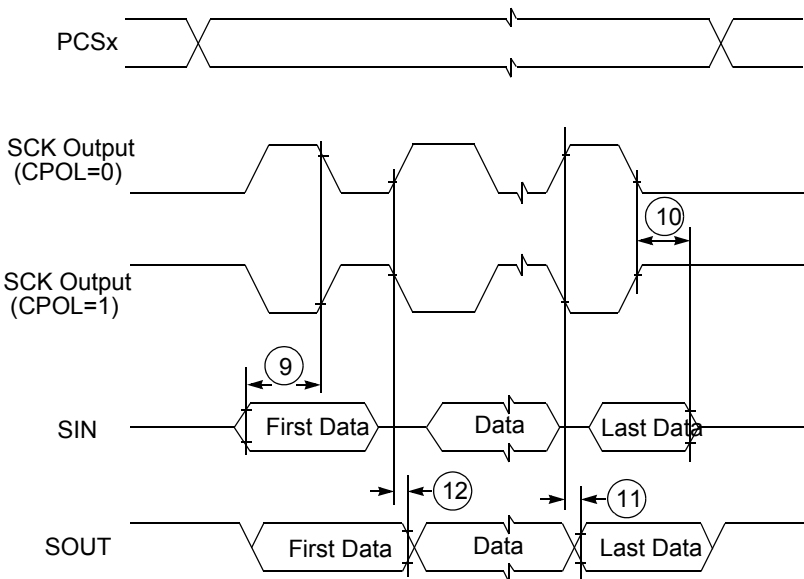 PCSx
SCK Output
(CPOL=0)
10
SCK Output
(CPOL=1)
9
SIN
First Data
Data
Last Data
12
11
SOUT
First Data
Data
Last Data